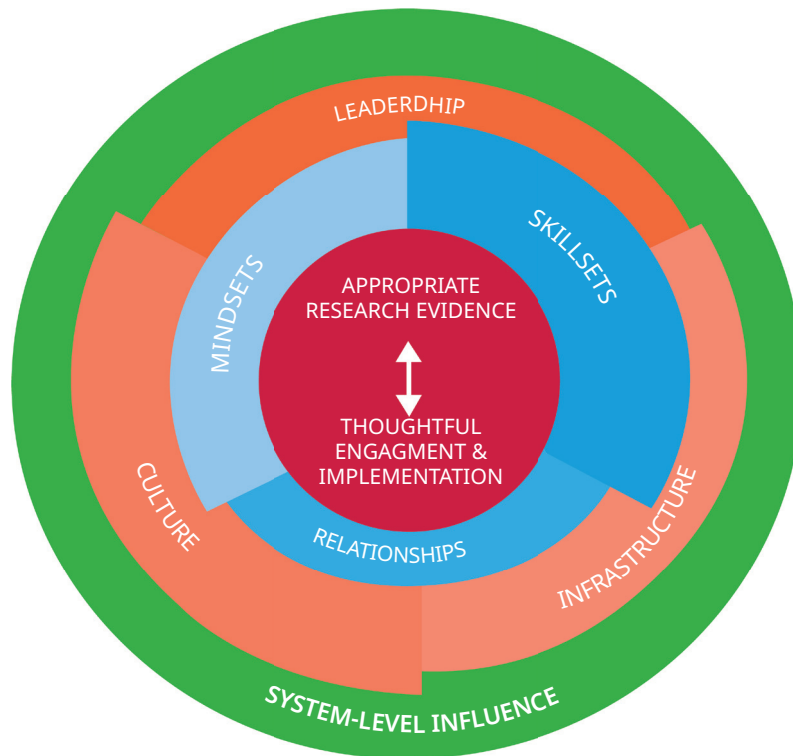 LEADERDHIP
MINDSETS
SKILLSETS
APPROPRIATE
RESEARCH EVIDENCE
THOUGHTFUL
ENGAGMENT &
IMPLEMENTATION
CULTURE
RELATIONSHIPS
INFRASTRUCTURE
SYSTEM-LEVEL INFLUENCE